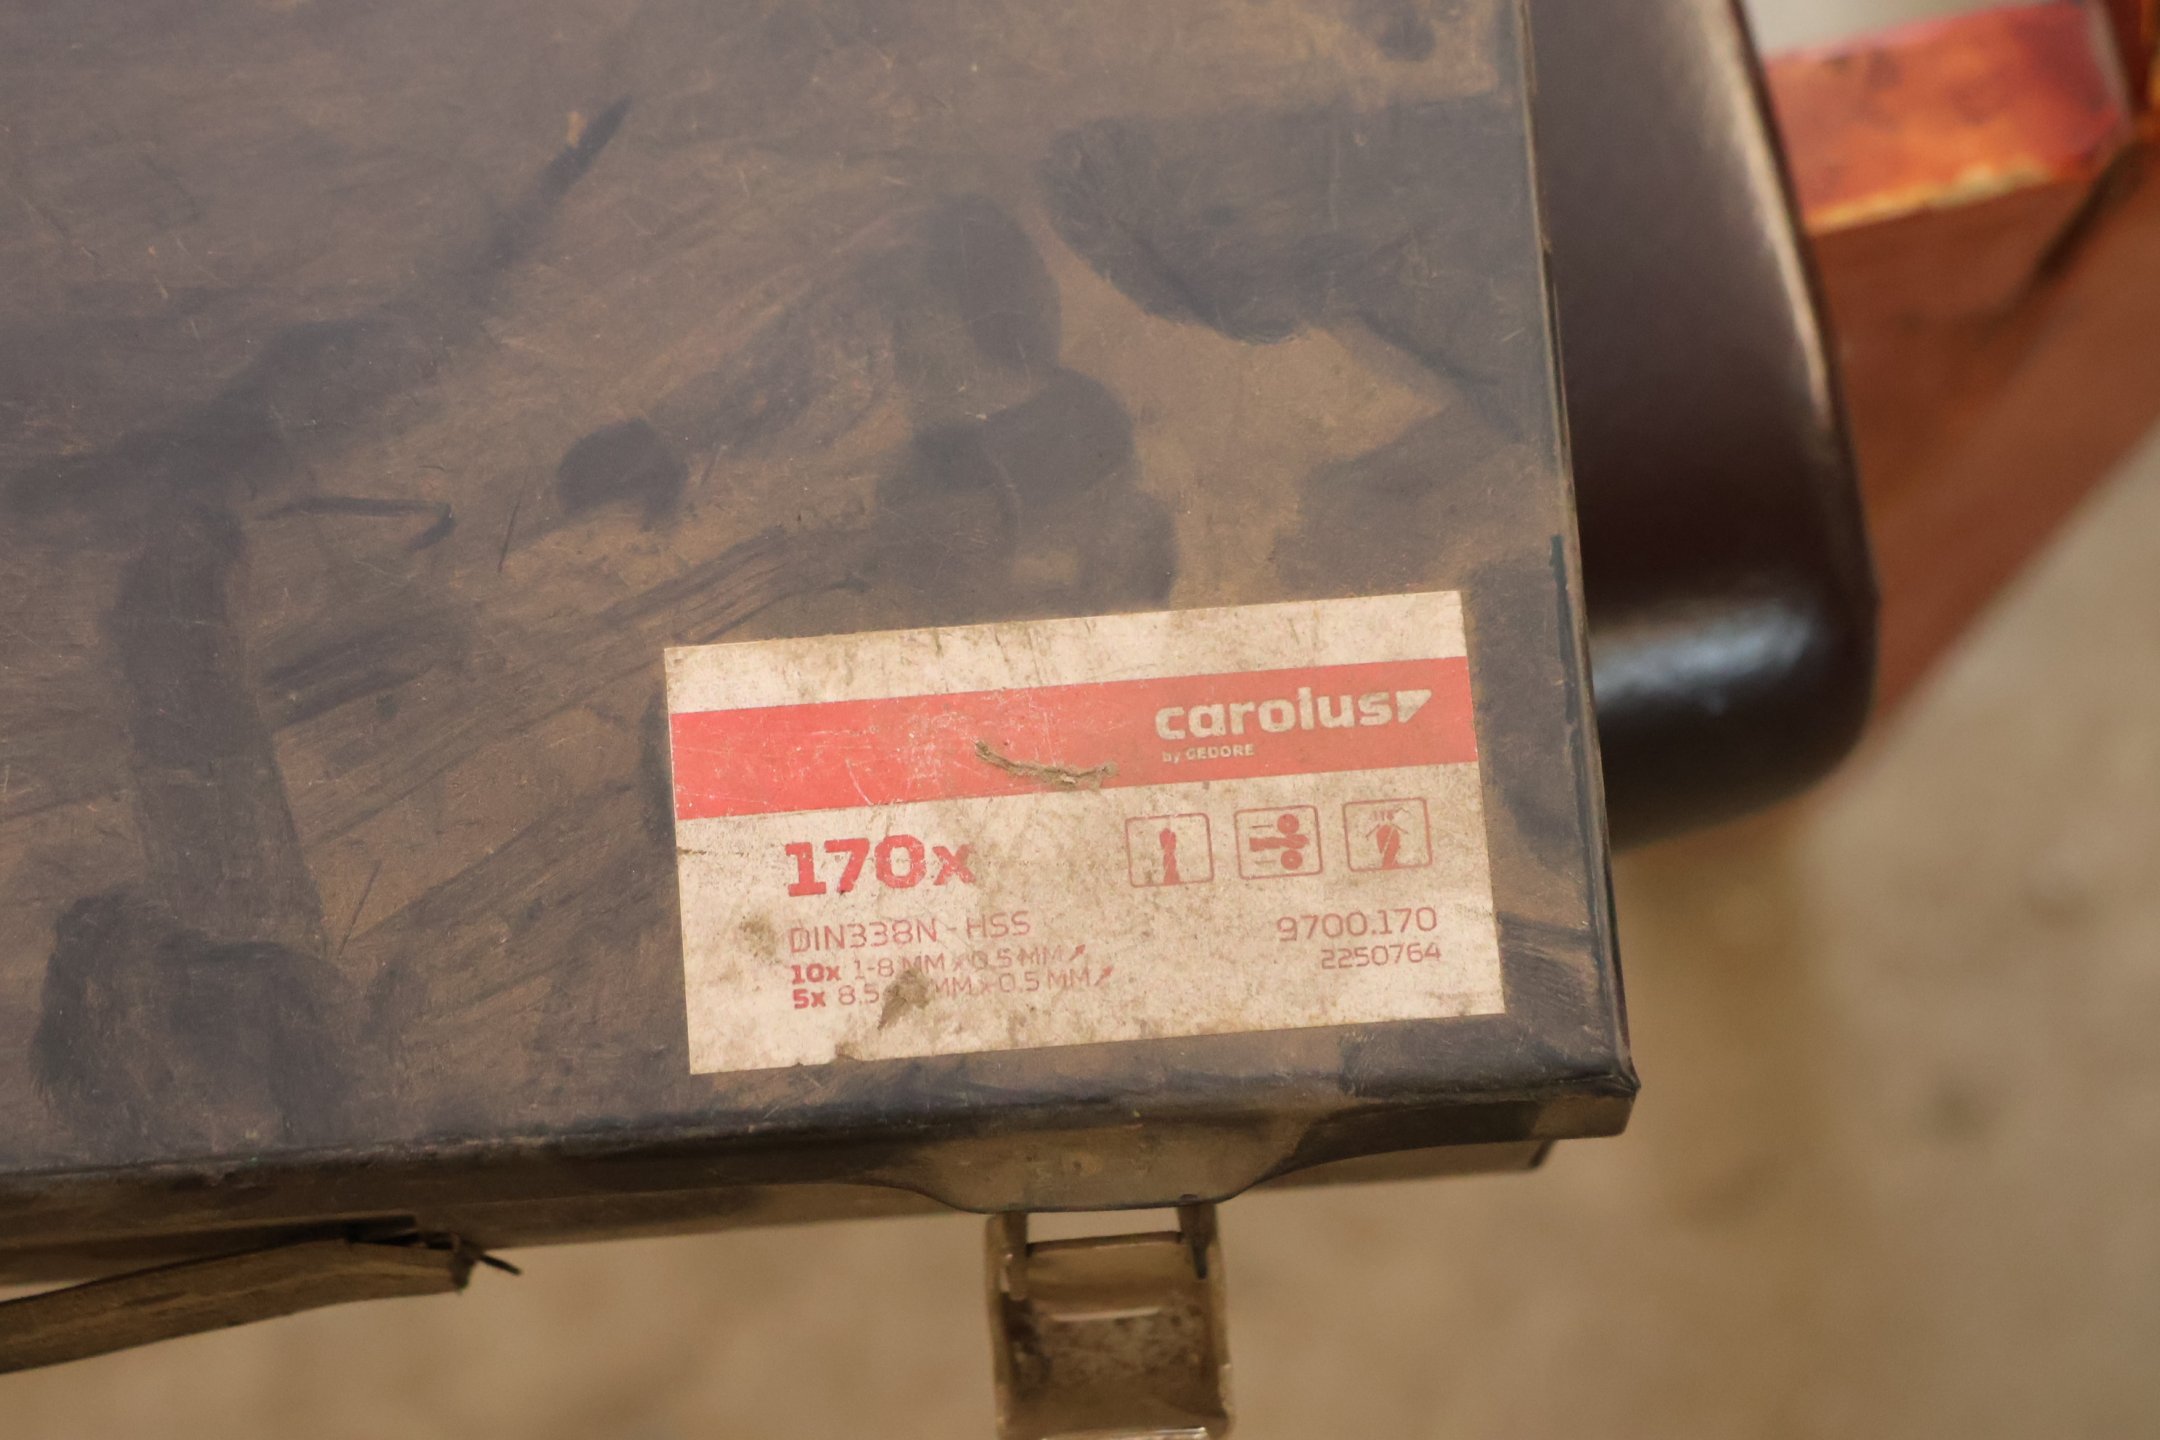 carolus
by GEDORE
170x
DIN338N - HSS
10x 1-8 MM x 0.5 MM
5x 8.5 MM x 0.5 MM
9700.170
2250764